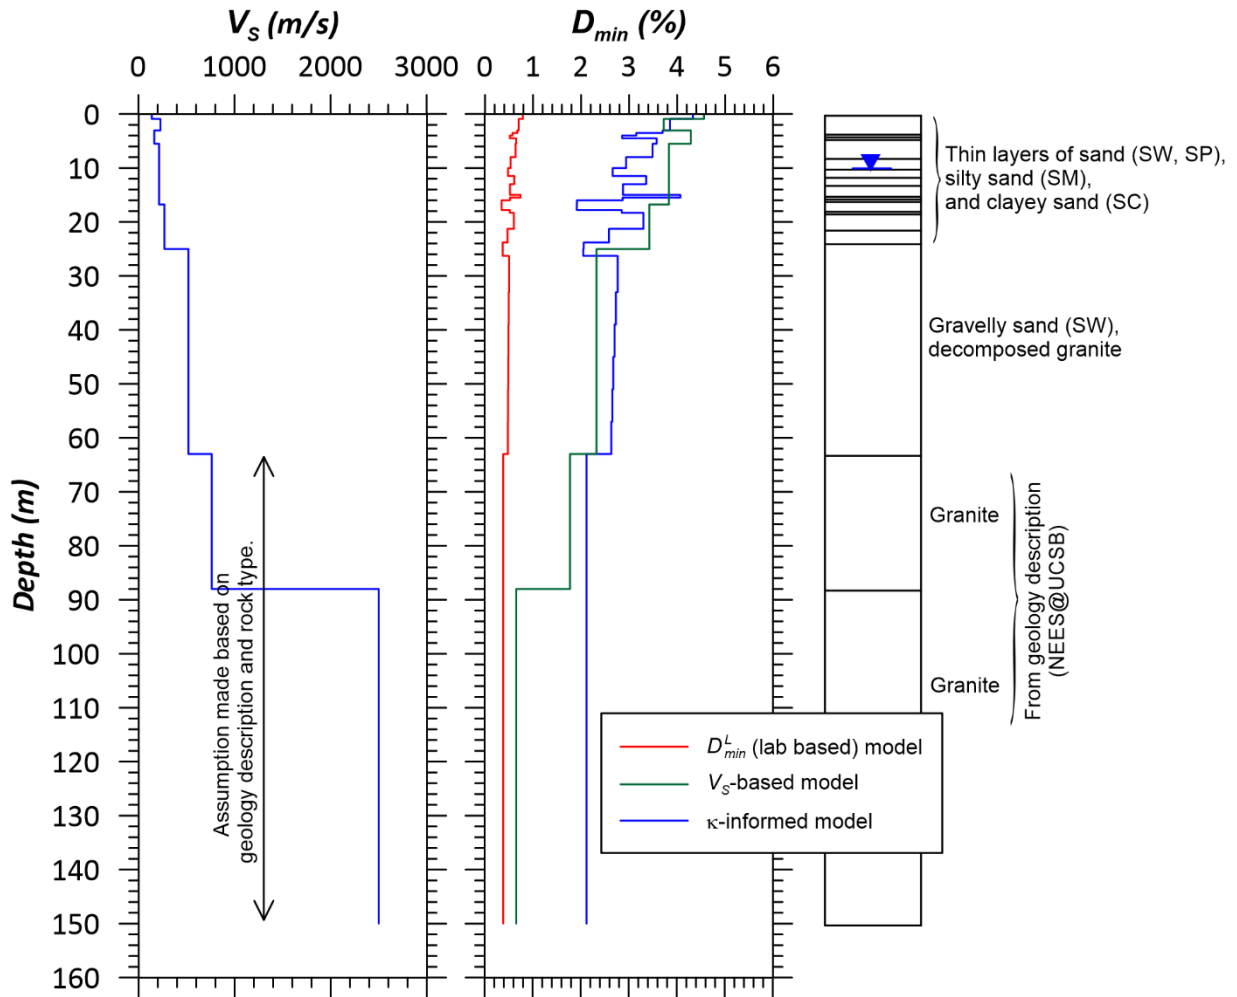 V_S (m/s)
D_min (%)
0 1000 2000 3000
0 1 2 3 4 5 6
0
10
20
30
40
50
60
70
80
90
100
110
120
130
140
150
160
Depth (m)
Assumption made based on
geology description and rock type.
Thin layers of sand (SW, SP),
silty sand (SM),
and clayey sand (SC)
Gravelly sand (SW),
decomposed granite
Granite
Granite
From geology description
(NEES@UCSB)
D^L_min (lab based) model
V_S-based model
κ-informed model